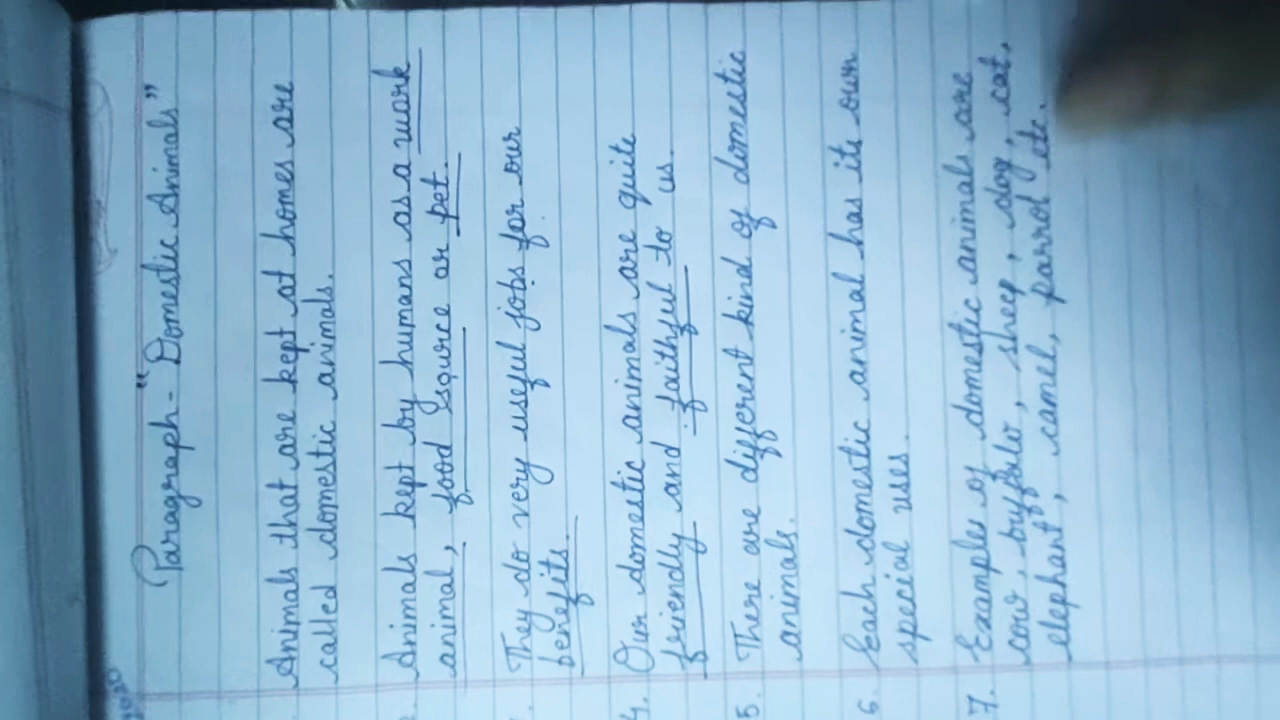 Paragraph - "Domestic Animals"
Animals that are kept at homes are
called domestic animals.
Animals kept by humans as a work
animal, food squrce or pet.
They do very useful jobs for our
benefits.
4. Our domestic animals are quite
friendly and faithful to us.
5. There are different kind of domestic
animals.
6. Each domestic animal has its own
special uses.
7. Examples of domestic animals are
cow, buffalo, sheep, dog, cat,
elephant, camel, parrot etc.